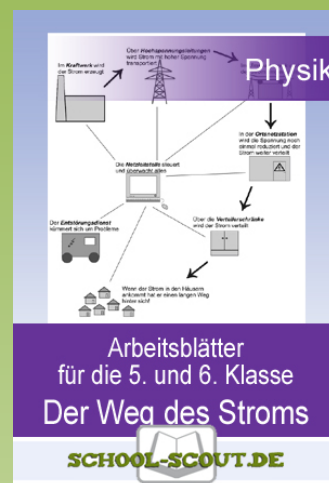 Physik
Über Hochspannungsleitungen
wird Strom mit hoher Spannung
transportiert
Im Kraftwerk wird
der Strom erzeugt
In der Ortsnetzstation
wird die Spannung noch
einmal reduziert und der
Strom weiter verteilt
Die Netzleitstelle steuert
und überwacht alles
Der Entstörungsdienst
kümmert sich um Probleme
Über die Verteilerschränke
wird der Strom verteilt
Wenn der Strom in den Häusern
ankommt hat er einen langen Weg
hinter sich!
Arbeitsblätter
für die 5. und 6. Klasse
Der Weg des Stroms
SCHOOL-SCOUT.DE